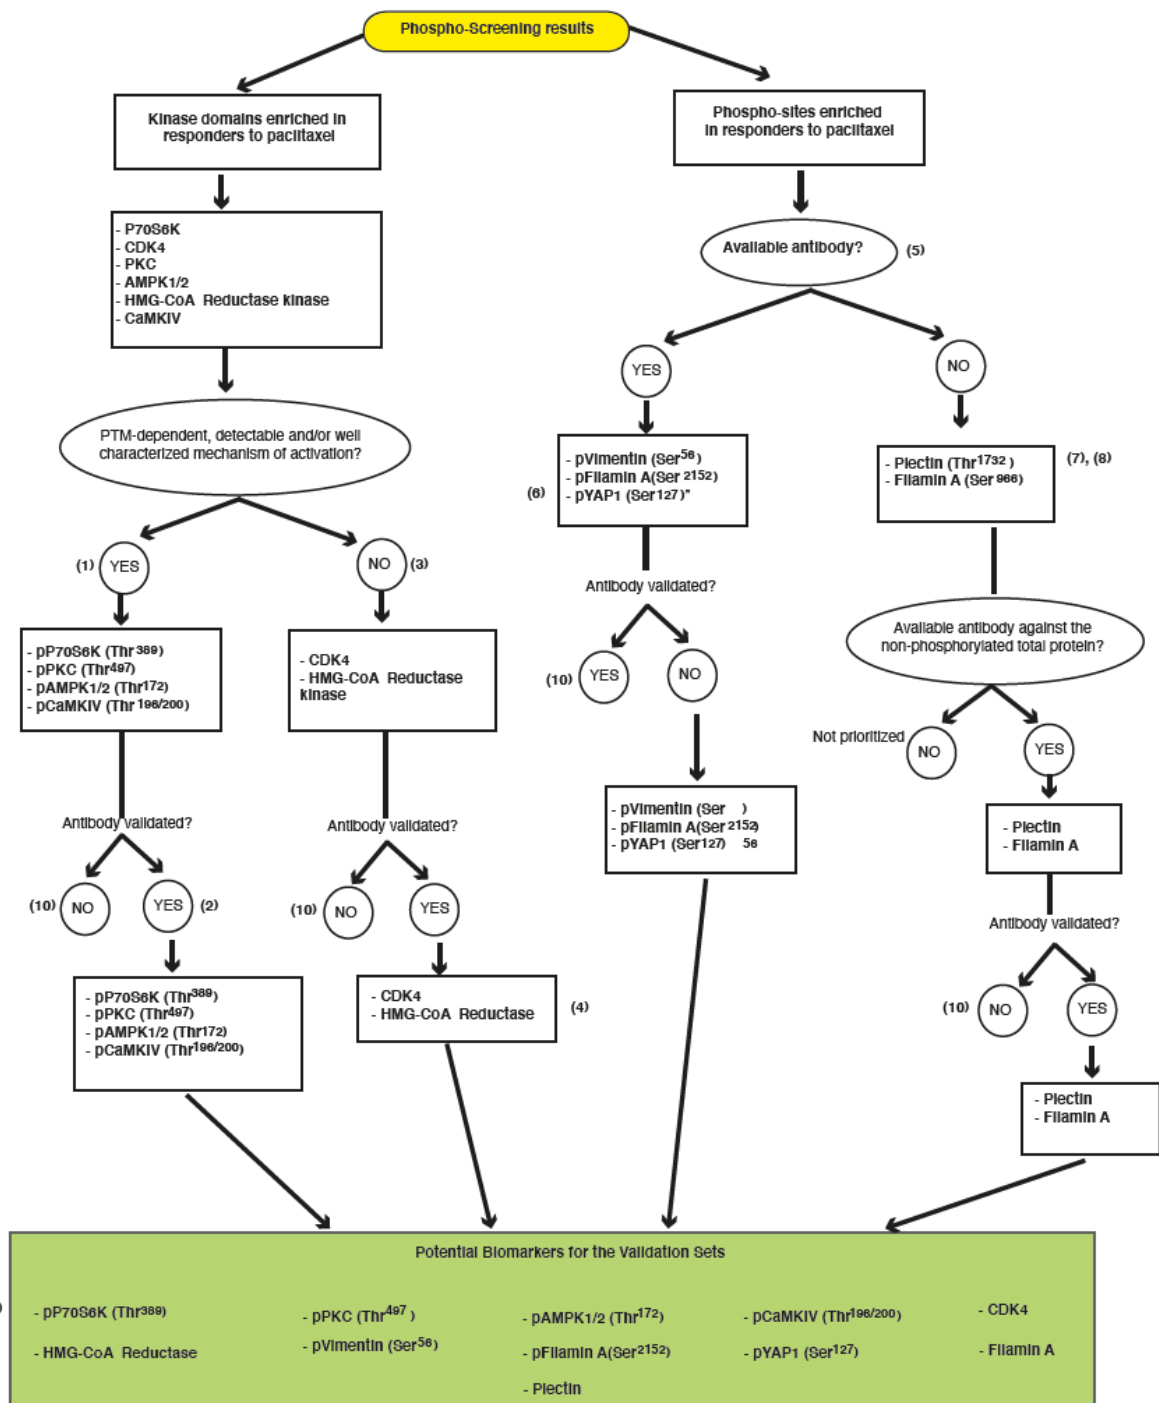 Phospho-Screening results
Kinase domains enriched in
responders to paclitaxel
- P70S6K
- CDK4
- PKC
- AMPK1/2
- HMG-CoA Reductase kinase
- CaMKIV
PTM-dependent, detectable and/or well
characterized mechanism of activation?
(1) YES
NO (3)
- pP70S6K (Thr389)
- pPKC (Thr497)
- pAMPK1/2 (Thr172)
- pCaMKIV (Thr 196/200)
- CDK4
- HMG-CoA Reductase
kinase
Antibody validated?
Antibody validated?
(10) NO
YES (2)
(10) NO
YES
- pP70S6K (Thr389)
- pPKC (Thr497)
- pAMPK1/2 (Thr172)
- pCaMKIV (Thr196/200)
- CDK4
- HMG-CoA Reductase
(4)
Phospho-sites enriched
in responders to paclitaxel
Available antibody? (5)
YES
NO
(6)
- pVimentin (Ser56)
- pFilamin A(Ser 2152)
- pYAP1 (Ser127)*
Antibody validated?
(10) YES
NO
- pVimentin (Ser )
- pFilamin A(Ser 2152)
- pYAP1 (Ser127) 56
- Plectin (Thr1732 )
- Filamin A (Ser 966)
(7), (8)
Available antibody against the
non-phosphorylated total protein?
Not prioritized NO
YES
- Plectin
- Filamin A
Antibody validated?
(10) NO
YES
- Plectin
- Filamin A
Potential Biomarkers for the Validation Sets
)
- pP70S6K (Thr389)
- pPKC (Thr497 )
- pAMPK1/2 (Thr172)
- pCaMKIV (Thr196/200)
- CDK4
- HMG-CoA Reductase
- pVimentin (Ser56)
- pFilamin A(Ser2152)
- pYAP1 (Ser127)
- Filamin A
- Plectin